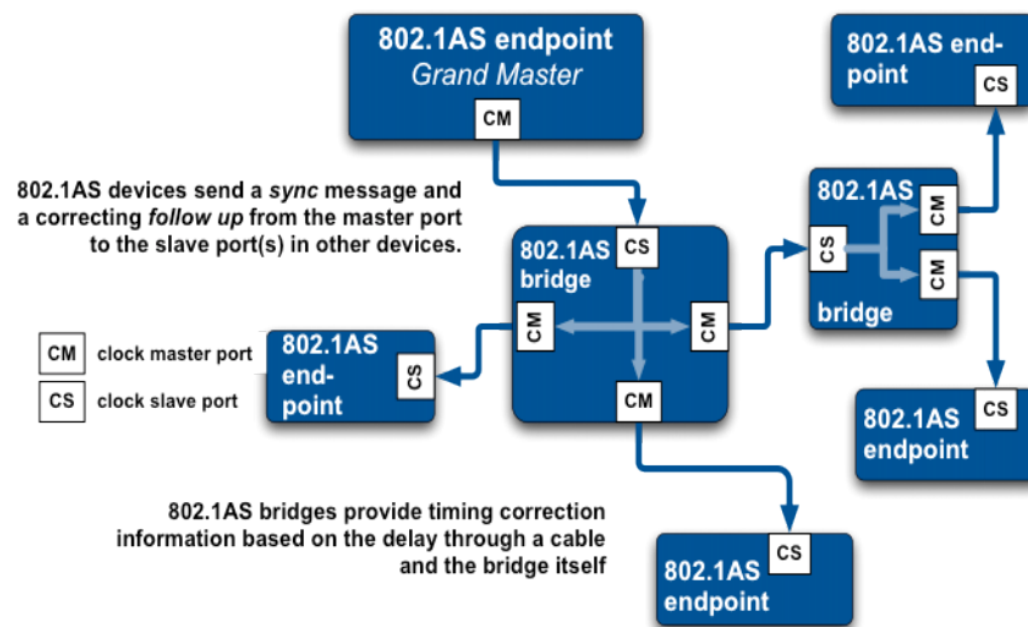 802.1AS endpoint
Grand Master
CM
802.1AS end-
point
CS
802.1AS devices send a sync message and
a correcting follow up from the master port
to the slave port(s) in other devices.
802.1AS
bridge
CS
CM
CM
CM
802.1AS
CS
CM
CM
bridge
CM clock master port
CS clock slave port
802.1AS
end-
point
CS
CS
802.1AS
endpoint
802.1AS bridges provide timing correction
information based on the delay through a cable
and the bridge itself
CS
802.1AS
endpoint